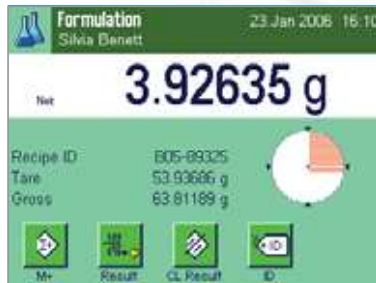 Formulation 23.Jan 2006 16:10
Silvia Benett
Net 3.92635 g
Recipe ID B05-89325
Tare 53.93686 g
Gross 63.81189 g
M+ Result CL Result ID